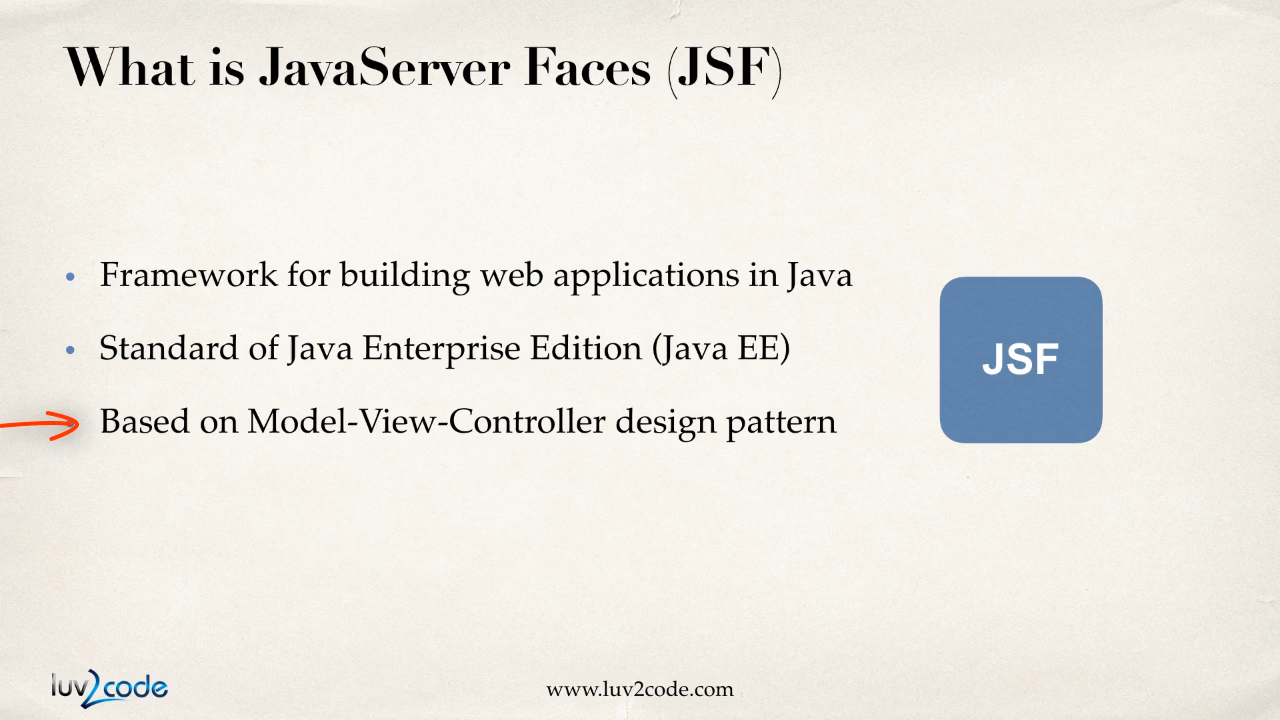 What is JavaServer Faces (JSF)
• Framework for building web applications in Java
• Standard of Java Enterprise Edition (Java EE)
Based on Model-View-Controller design pattern
JSF
luv2code
www.luv2code.com